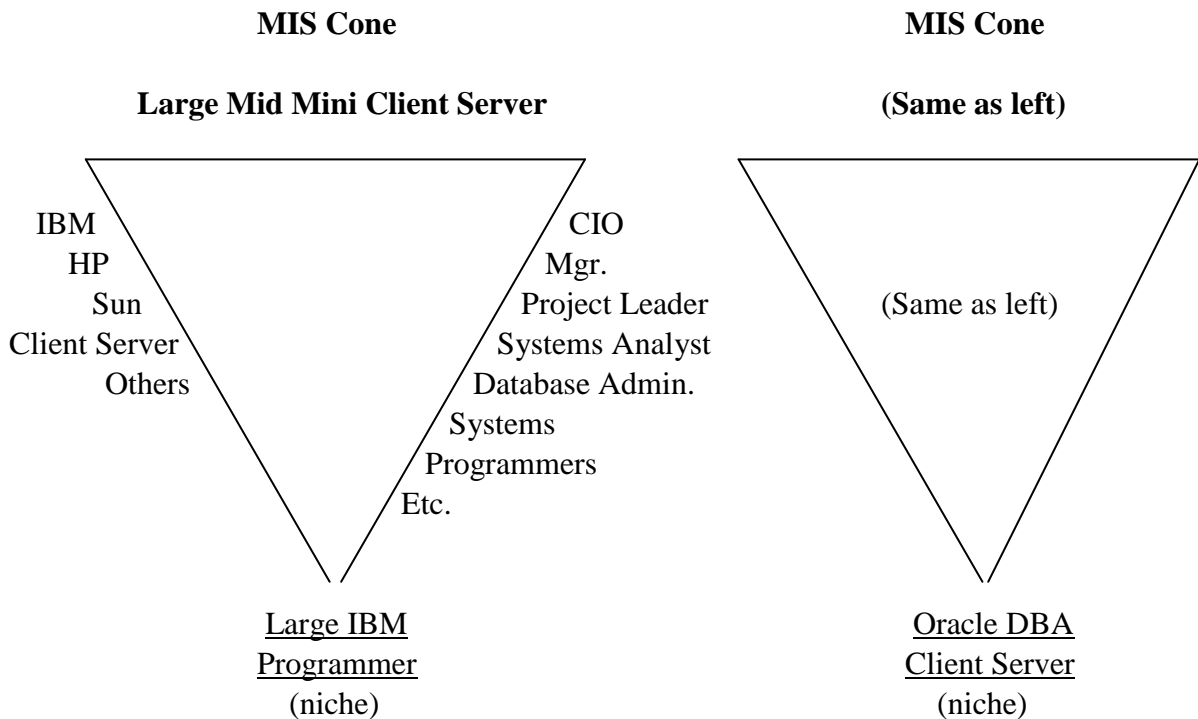 MIS Cone
Large Mid Mini Client Server
IBM
HP
Sun
Client Server
Others
CIO
Mgr.
Project Leader
Systems Analyst
Database Admin.
Systems
Programmers
Etc.
Large IBM
Programmer
(niche)
MIS Cone
(Same as left)
(Same as left)
Oracle DBA
Client Server
(niche)